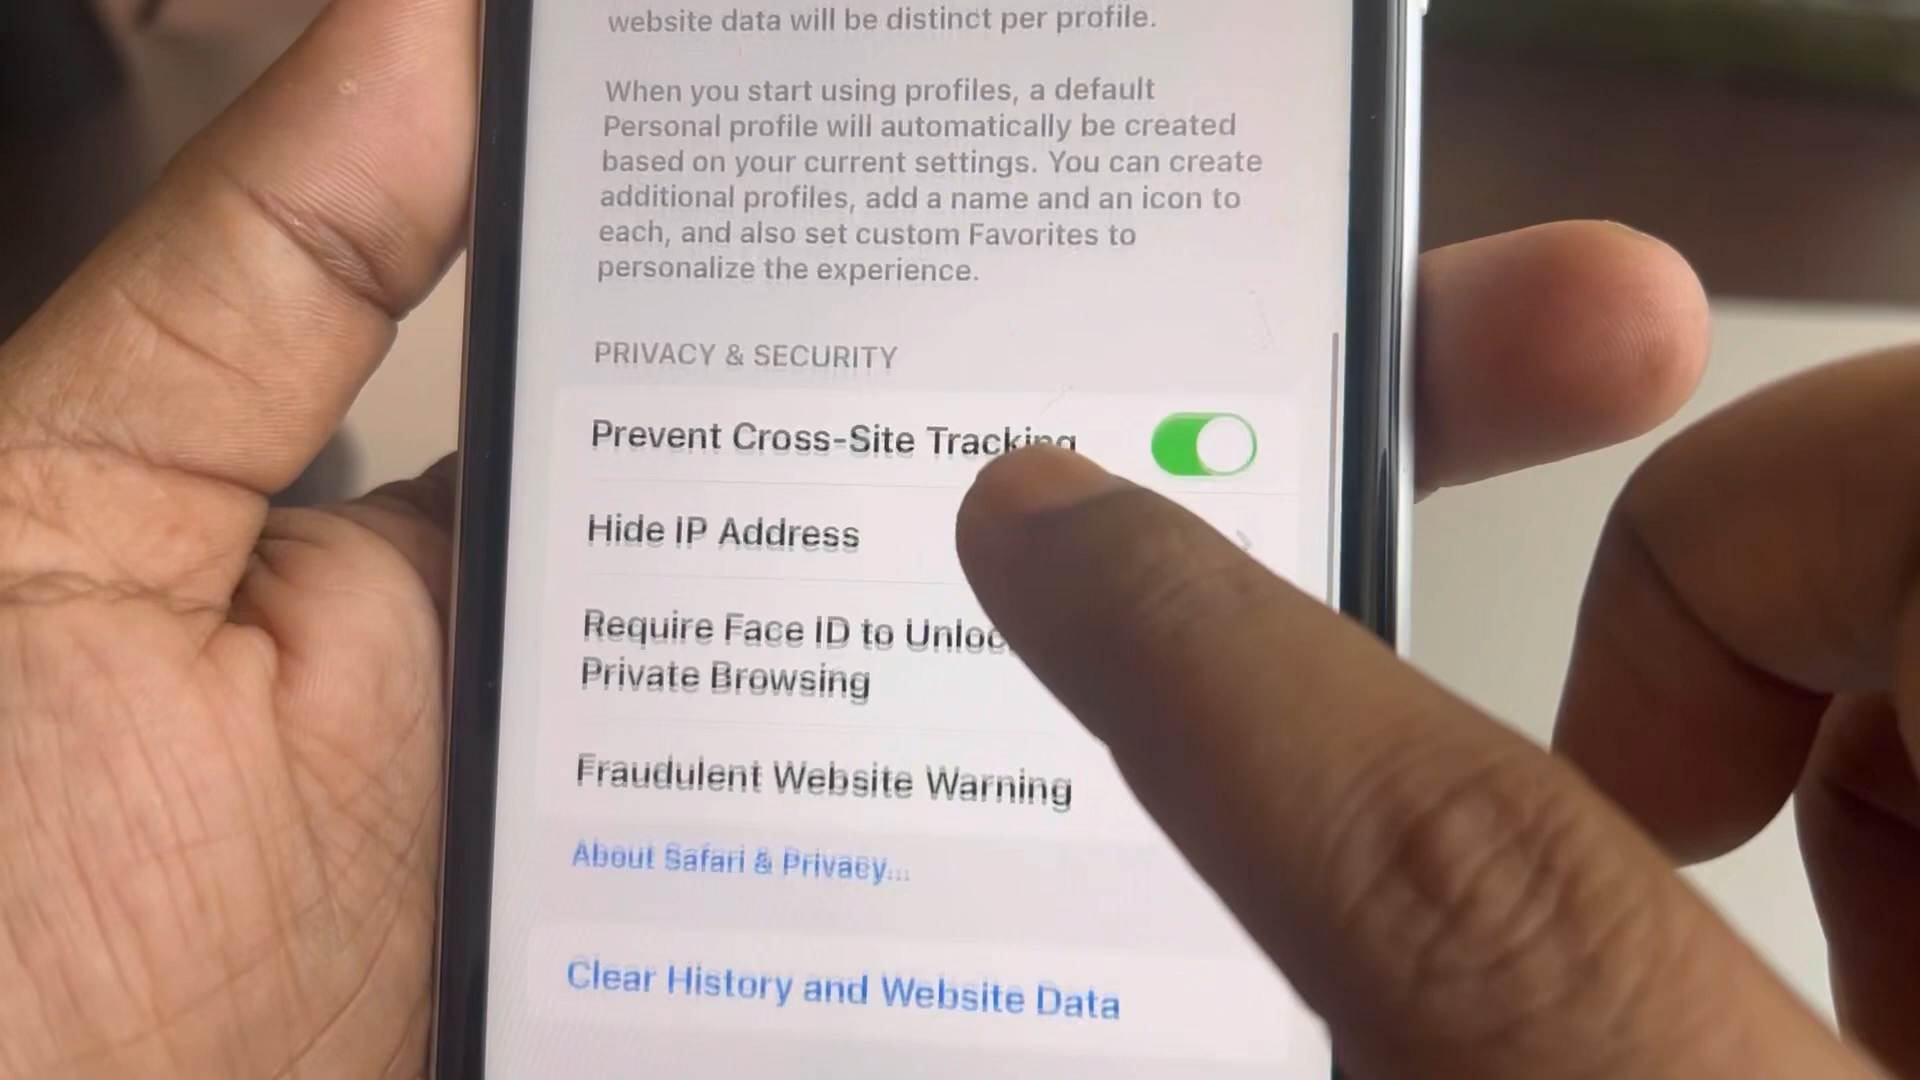 website data will be distinct per profile.
When you start using profiles, a default
Personal profile will automatically be created
based on your current settings. You can create
additional profiles, add a name and an icon to
each, and also set custom Favorites to
personalize the experience.
PRIVACY & SECURITY
Prevent Cross-Site Tracking
Hide IP Address
Require Face ID to
Private Browsing
Fraudulent Website Warning
About Safari & Privacy...
Clear History and Website Data